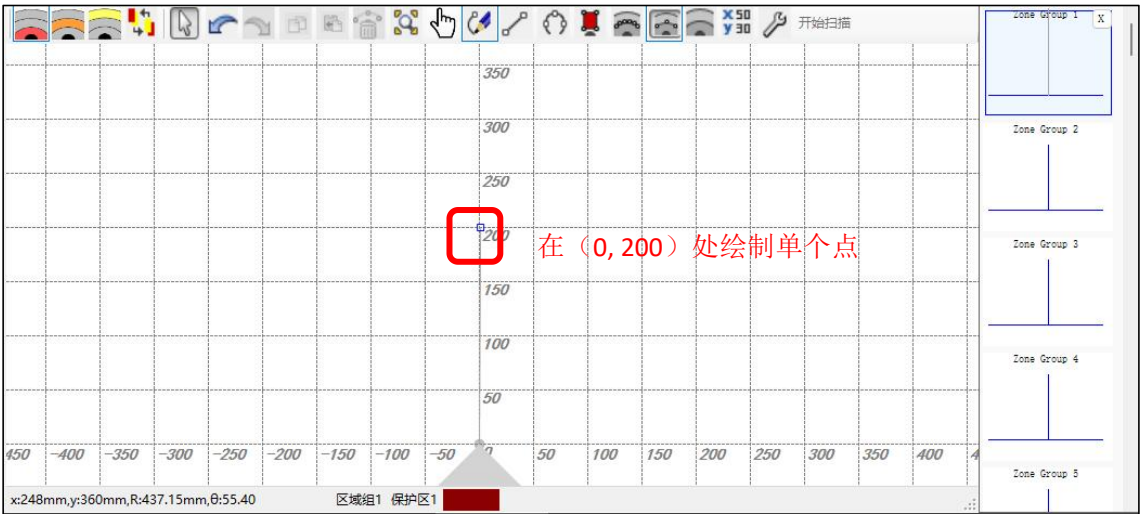 X 50
y 30
开始扫描
Zone Group 1
X
350
300
Zone Group 2
250
200
在（0, 200）处绘制单个点
Zone Group 3
150
100
Zone Group 4
50
450 -400 -350 -300 -250 -200 -150 -100 -50 0 50 100 150 200 250 300 350 400 4
Zone Group 5
x:248mm,y:360mm,R:437.15mm,θ:55.40
区域组1 保护区1